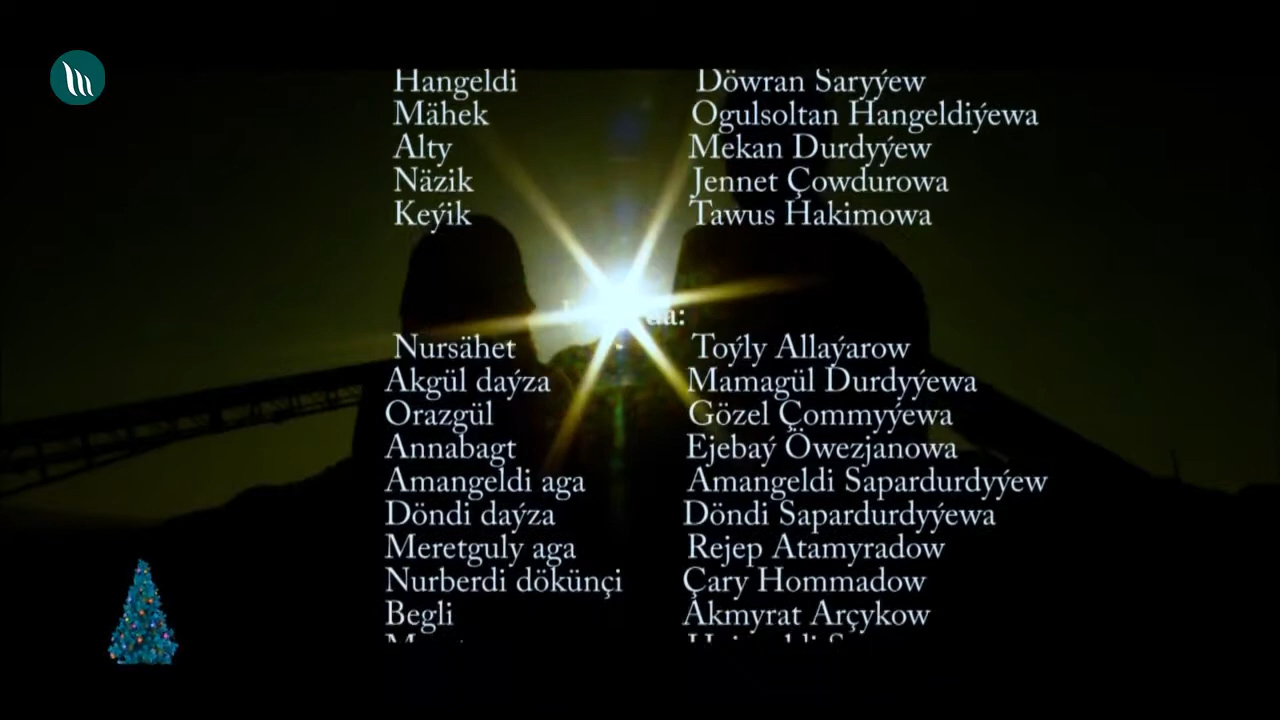 Hangeldi Döwran Saryýew
Mähek Ogulsoltan Hangeldiýewa
Alty Mekan Durdyýew
Näzik Jennet Çowdurowa
Keýik Tawus Hakimowa
Nursähet Toýly Allaýarow
Akgül daýza Mamagül Durdyýewa
Orazgül Gözel Çommyýewa
Annabagt Ejebaý Öwezjanowa
Amangeldi aga Amangeldi Sapardurdyýew
Döndi daýza Döndi Sapardurdyýewa
Meretguly aga Rejep Atamyradow
Nurberdi dökünçi Çary Hommadow
Begli Akmyrat Arçykow